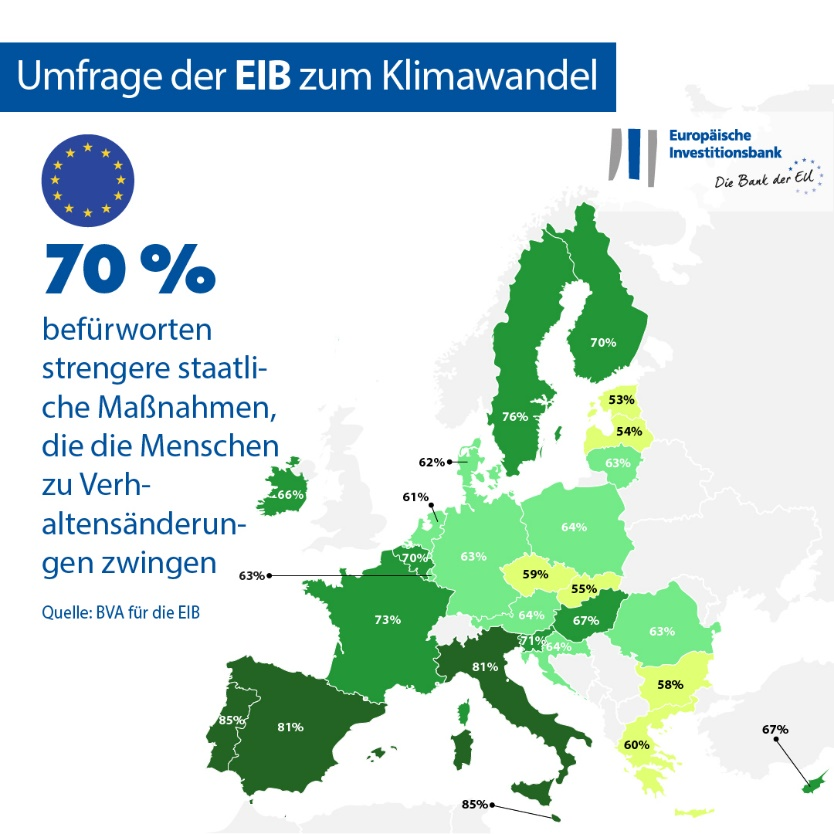 Umfrage der EIB zum Klimawandel
Europäische
Investitionsbank
Die Bank der EU
70 %
befürworten
strengere staatli-
che Maßnahmen,
die die Menschen
zu Verh-
altensänderun-
gen zwingen
Quelle: BVA für die EIB
70%
76%
53%
54%
63%
62%
61%
66%
64%
70%
63%
63%
59%
55%
73%
64%
67%
71%
64%
63%
81%
58%
85%
81%
60%
67%
85%